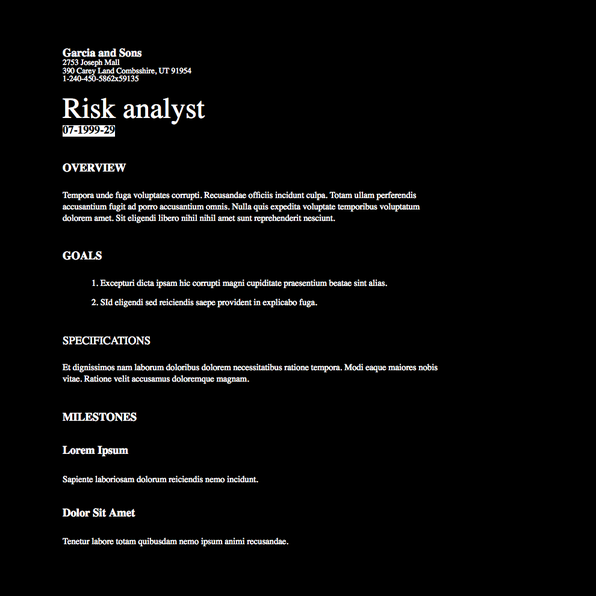 Garcia and Sons
2753 Joseph Mall
390 Carey Land Combsshire, UT 91954
1-240-450-5862x59135
Risk analyst
07-1999-29
OVERVIEW
Tempora unde fuga voluptates corrupti. Recusandae officiis incidunt culpa. Totam ullam perferendis
accusantium fugit ad porro accusantium omnis. Nulla quis expedita voluptate temporibus voluptatum
dolorem amet. Sit eligendi libero nihil nihil amet sunt reprehenderit nesciunt.
GOALS
1. Excepturi dicta ipsam hic corrupti magni cupiditate praesentium beatae sint alias.
2. SId eligendi sed reiciendis saepe provident in explicabo fuga.
SPECIFICATIONS
Et dignissimos nam laborum doloribus dolorem necessitatibus ratione tempora. Modi eaque maiores nobis
vitae. Ratione velit accusamus doloremque magnam.
MILESTONES
Lorem Ipsum
Sapiente laboriosam dolorum reiciendis nemo incidunt.
Dolor Sit Amet
Tenetur labore totam quibusdam nemo ipsum animi recusandae.